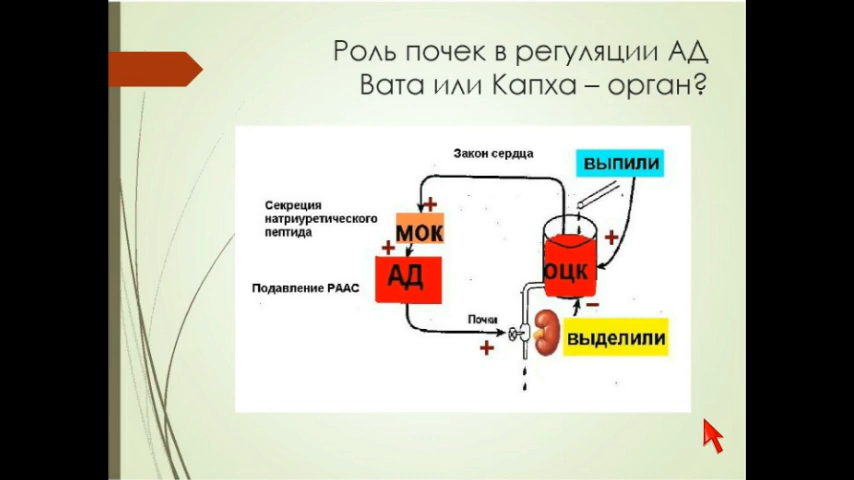 Роль почек в регуляции АД
Вата или Капха – орган?
Закон сердца
ВЫПИЛИ
Секреция
натрийуретического
пептида
МОК
АД
ОЦК
Подавление РААС
Почки
ВЫДЕЛИЛИ
+
+
+
+
–